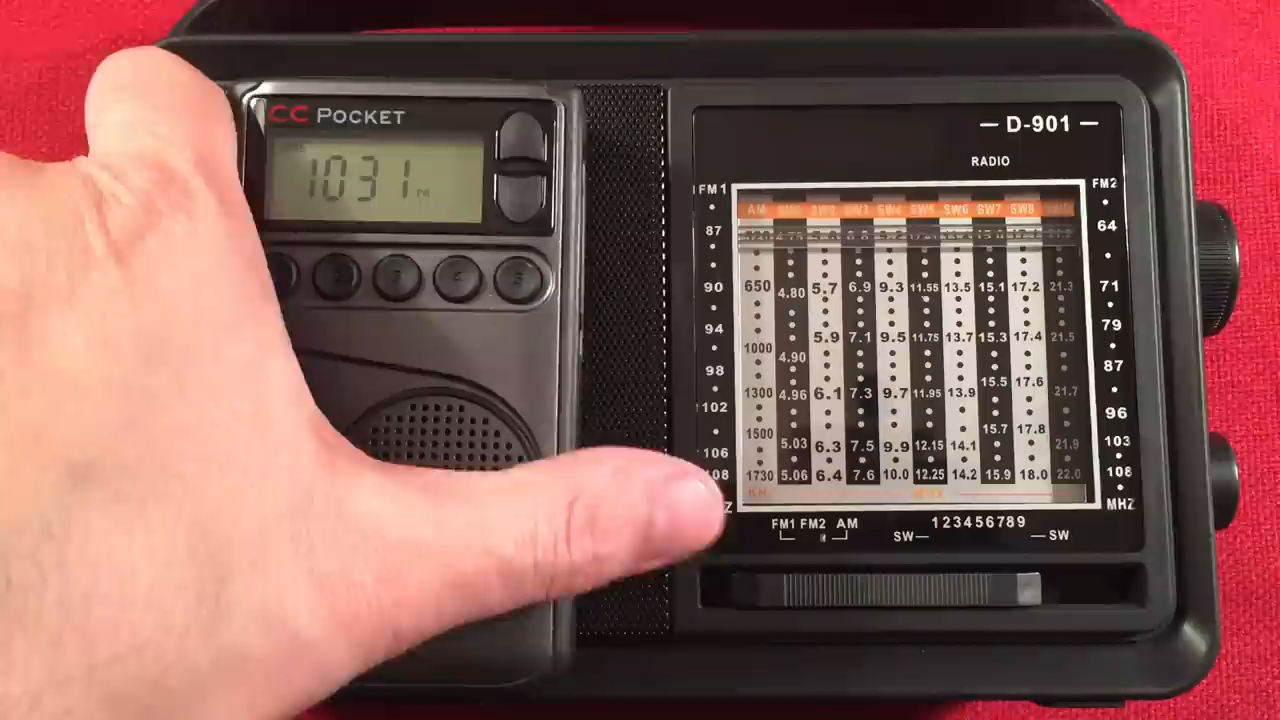 CC POCKET
1031 PM
— D-901 —
RADIO
FM1
87
90
94
98
102
106
108
AM SW2 SW4 SW5 SW6 SW7 SW8
650 4.80 5.7 6.9 9.3 11.55 13.5 15.1 17.2 21.3
1000 4.90 5.9 7.1 9.5 11.75 13.7 15.3 17.4 21.5
1300 4.96 6.1 7.3 9.7 11.95 13.9 15.5 17.6 21.7
1500 5.03 6.3 7.5 9.9 12.15 14.1 15.7 17.8 21.9
1730 5.06 6.4 7.6 10.0 12.25 14.2 15.9 18.0 22.0
KHz
FM2
64
71
79
87
96
103
108
MHZ
FM1 FM2 AM
SW— 123456789 —SW